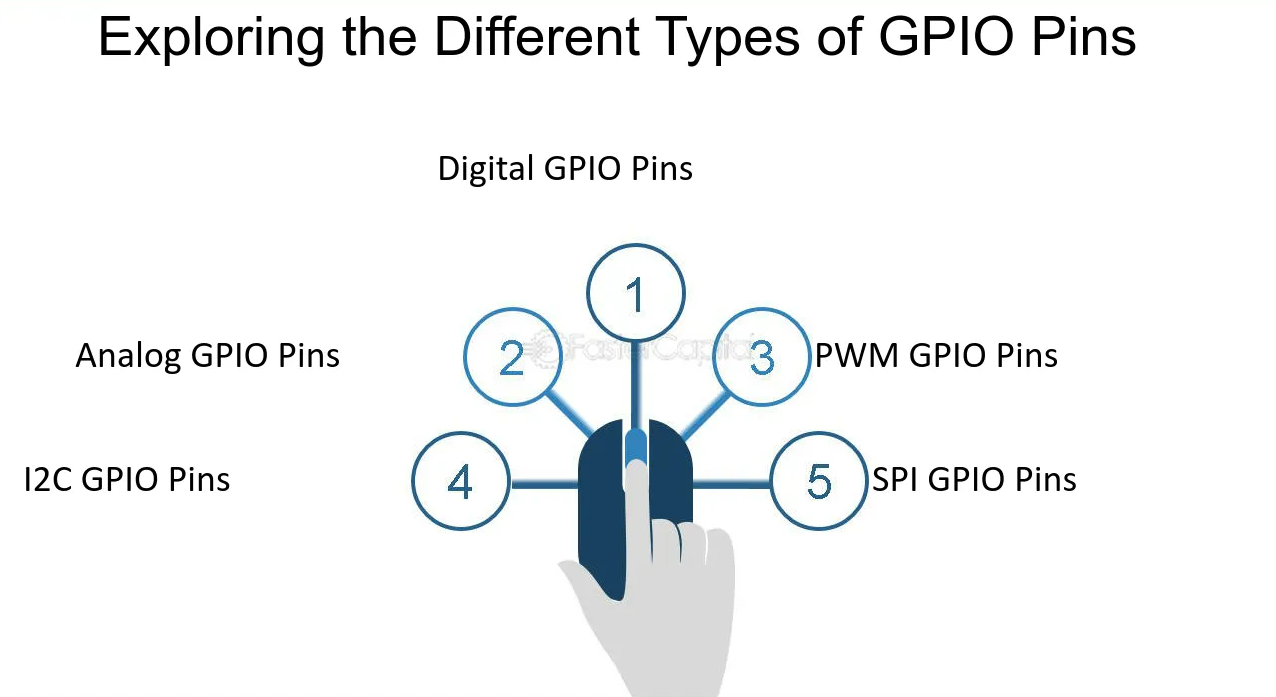 Exploring the Different Types of GPIO Pins
Digital GPIO Pins
1
Analog GPIO Pins
2
FasterCapital
3
PWM GPIO Pins
I2C GPIO Pins
4
5
SPI GPIO Pins